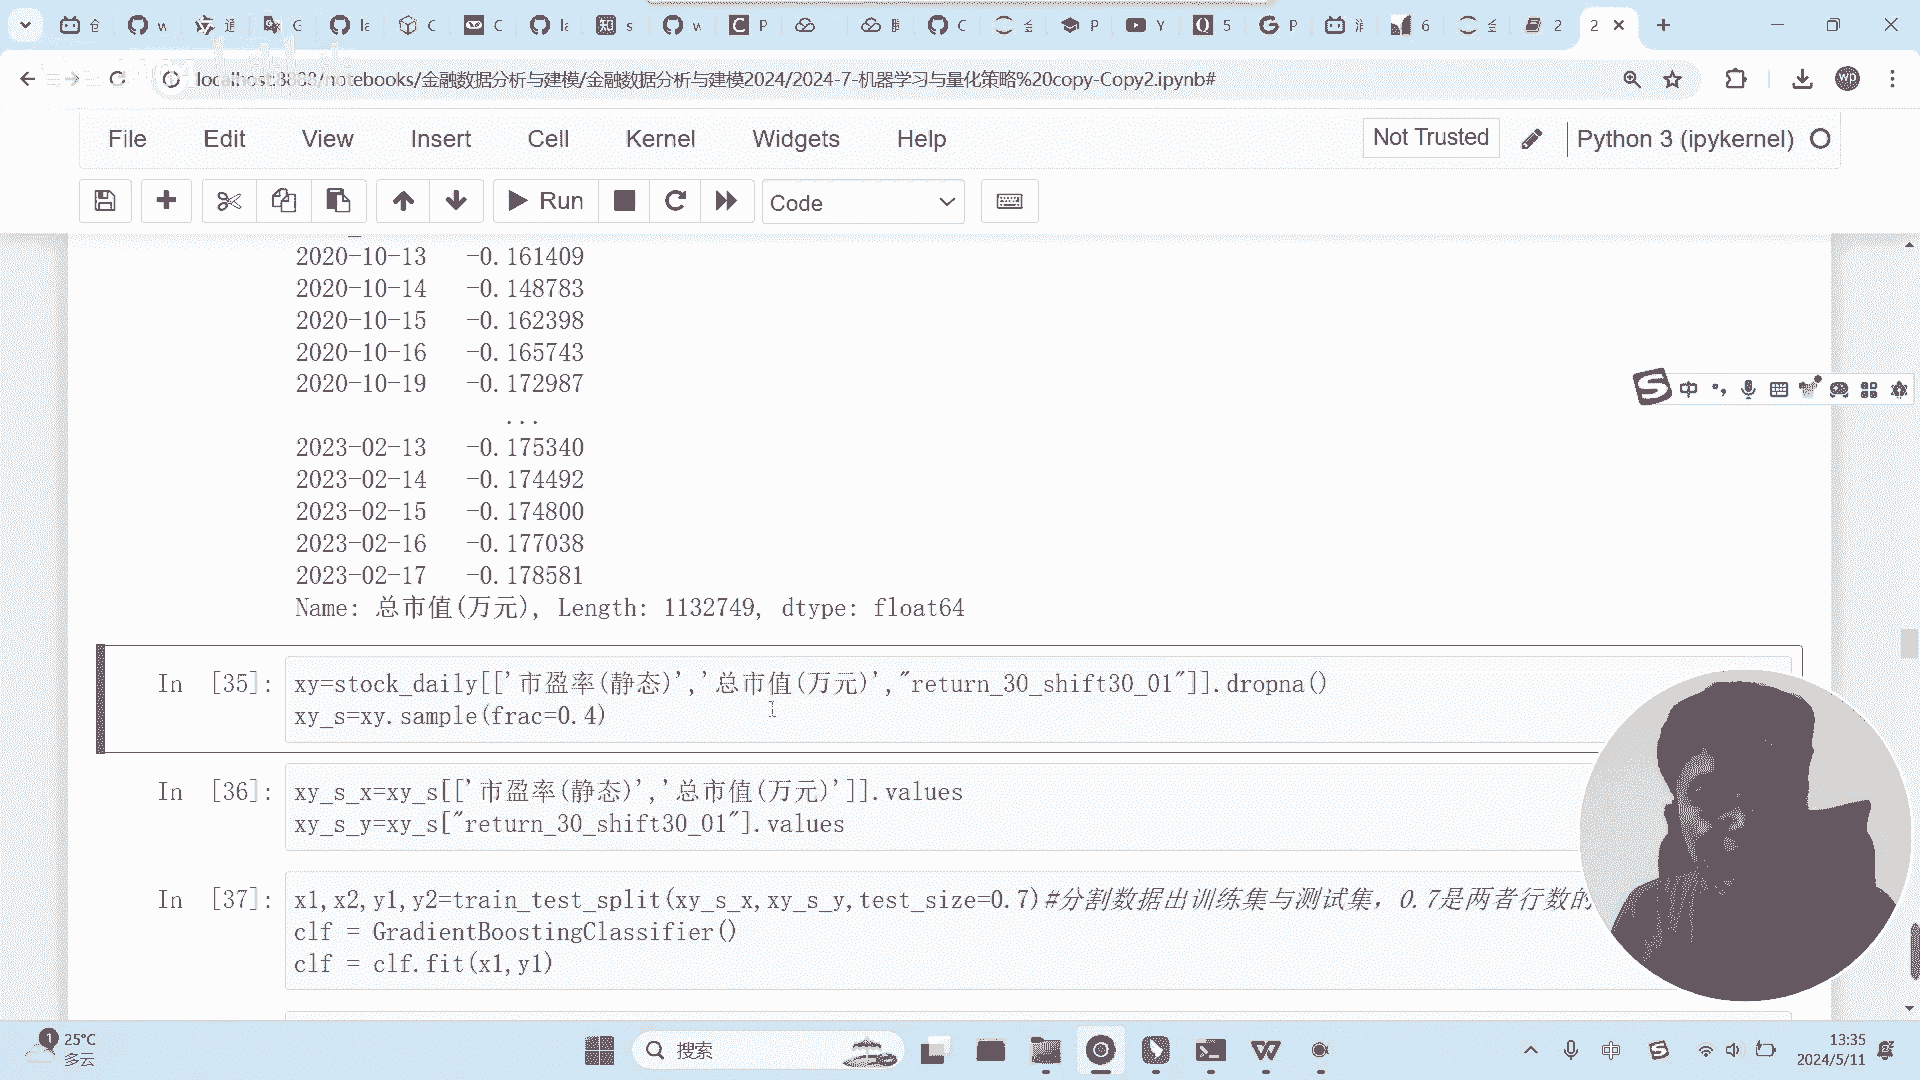 localhost:8888/notebooks/金融数据分析与建模/金融数据分析与建模2024/2024-7-机器学习与量化策略%20copy-Copy2.ipynb#
File Edit View Insert Cell Kernel Widgets Help
Not Trusted
Python 3 (ipykernel)
Run
Code
2020-10-13 -0.161409
2020-10-14 -0.148783
2020-10-15 -0.162398
2020-10-16 -0.165743
2020-10-19 -0.172987
...
2023-02-13 -0.175340
2023-02-14 -0.174492
2023-02-15 -0.174800
2023-02-16 -0.177038
2023-02-17 -0.178581
Name: 总市值(万元), Length: 1132749, dtype: float64
In [35]:
xy=stock_daily[['市盈率(静态)','总市值(万元)',"return_30_shift30_01"]].dropna()
xy_s=xy.sample(frac=0.4)
In [36]:
xy_s_x=xy_s[['市盈率(静态)','总市值(万元)']].values
xy_s_y=xy_s["return_30_shift30_01"].values
In [37]:
x1,x2,y1,y2=train_test_split(xy_s_x,xy_s_y,test_size=0.7)#分割数据出训练集与测试集，0.7是两者行数的
clf = GradientBoostingClassifier()
clf = clf.fit(x1,y1)
中
1
25°C
多云
搜索
中
13:35
2024/5/11